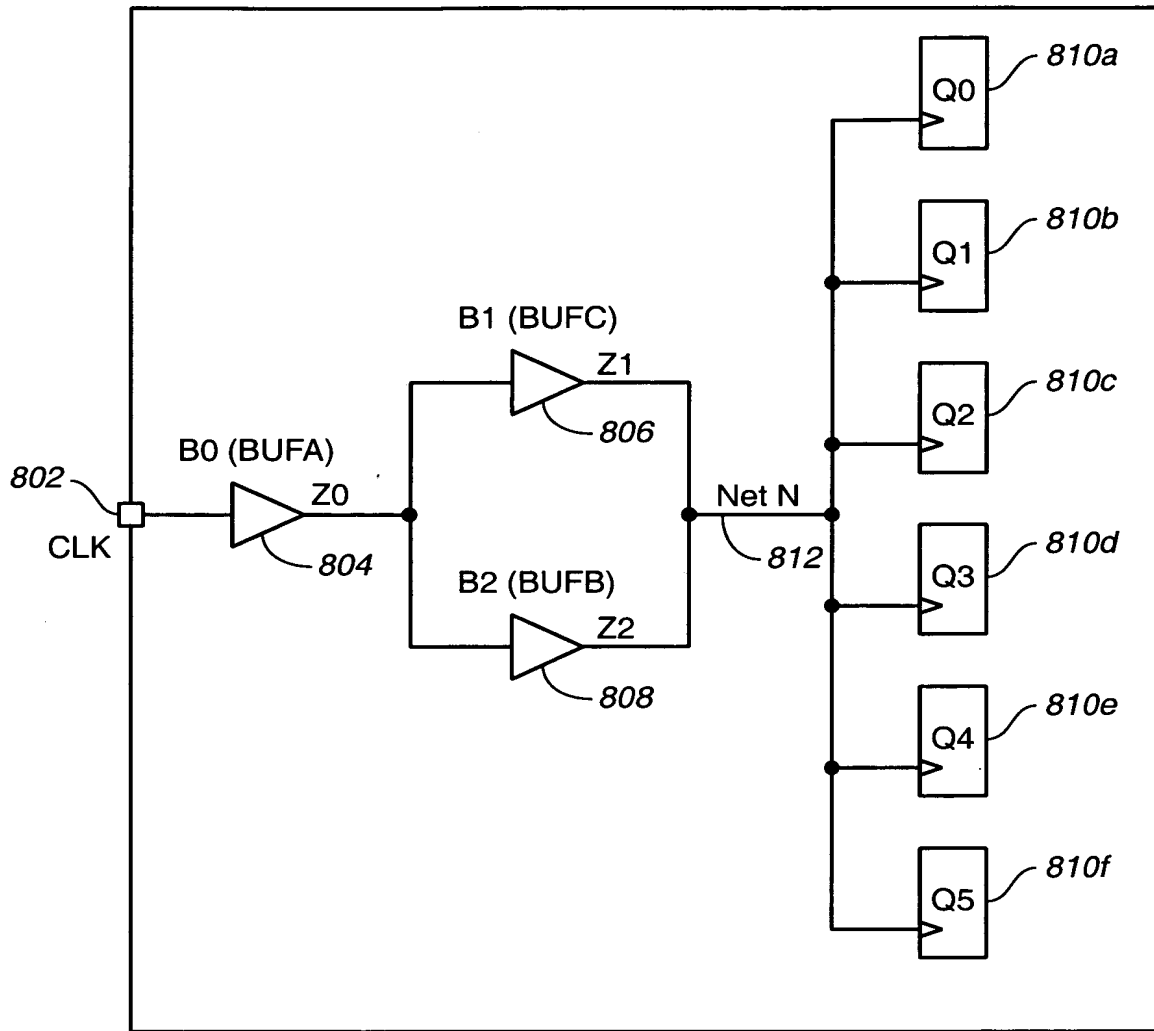 810a
Q0
810b
Q1
B1 (BUFC)
Z1
806
810c
Q2
B0 (BUFA)
802
Z0
CLK
804
Net N
812
810d
Q3
B2 (BUFB)
Z2
808
810e
Q4
810f
Q5